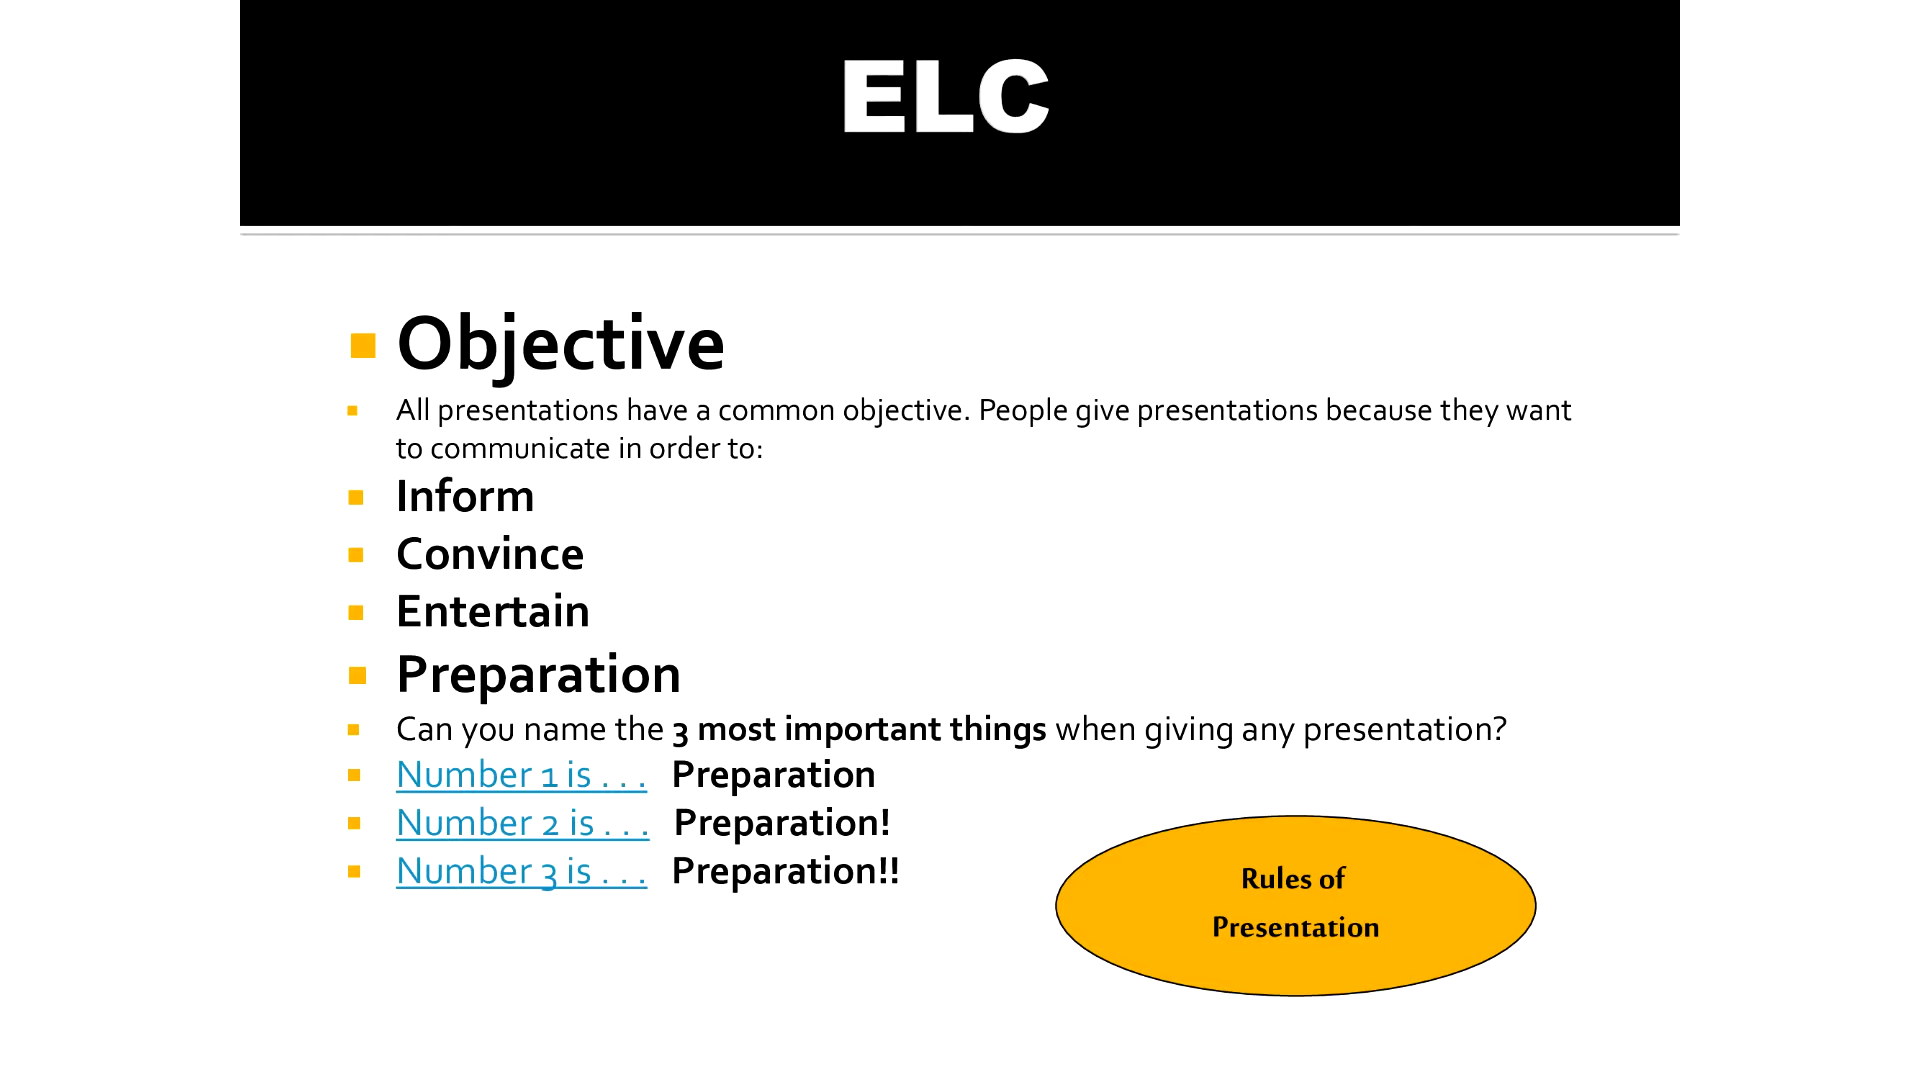 ELC
Objective
All presentations have a common objective. People give presentations because they want
to communicate in order to:
Inform
Convince
Entertain
Preparation
Can you name the 3 most important things when giving any presentation?
Number 1 is . . . Preparation
Number 2 is . . . Preparation!
Number 3 is . . . Preparation!!
Rules of
Presentation